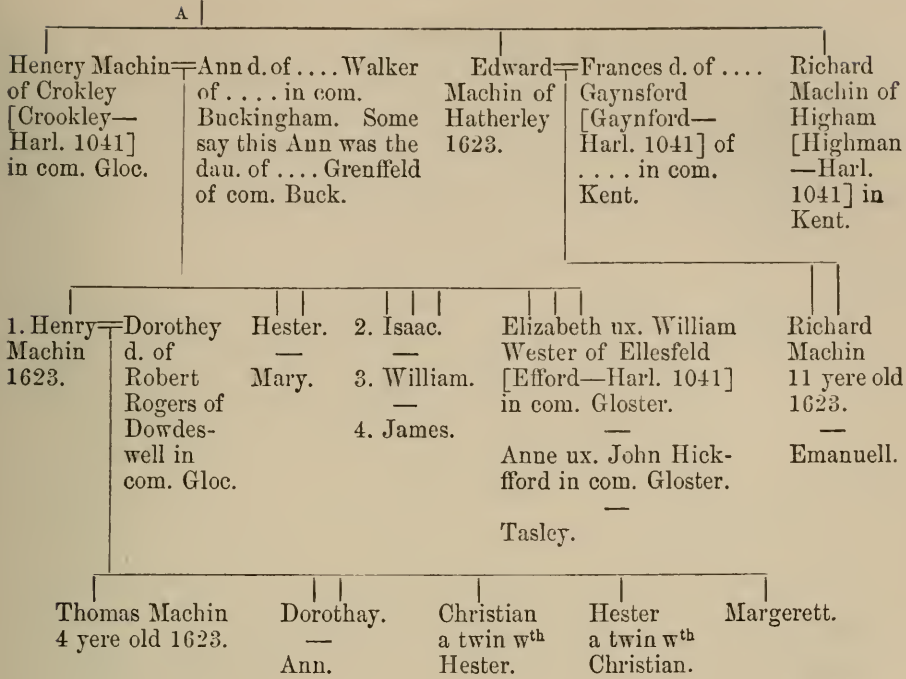 A
Henery Machin
of Crokley
[Crookley—
Harl. 1041]
in com. Gloc.
Ann d. of .... Walker
of .... in com.
Buckingham. Some
say this Ann was the
dau. of .... Grenffeld
of com. Buck.
Edward
Machin of
Hatherley
1623.
Frances d. of ....
Gaynsford
[Gaynford—
Harl. 1041] of
.... in com.
Kent.
Richard
Machin of
Higham
[Highman
—Harl.
1041] in
Kent.
1. Henry
Machin
1623.
Dorothey
d. of
Robert
Rogers of
Dowdes-
well in
com. Gloc.
Hester.
—
Mary.
2. Isaac.
—
3. William.
—
4. James.
Elizabeth ux. William
Wester of Ellesfeld
[Efford—Harl. 1041]
in com. Gloster.
—
Anne ux. John Hick-
fford in com. Gloster.
—
Tasley.
Richard
Machin
11 yere old
1623.
—
Emanuell.
Thomas Machin
4 yere old 1623.
Dorothay.
—
Ann.
Christian
a twin wth
Hester.
Hester
a twin wth
Christian.
Margerett.